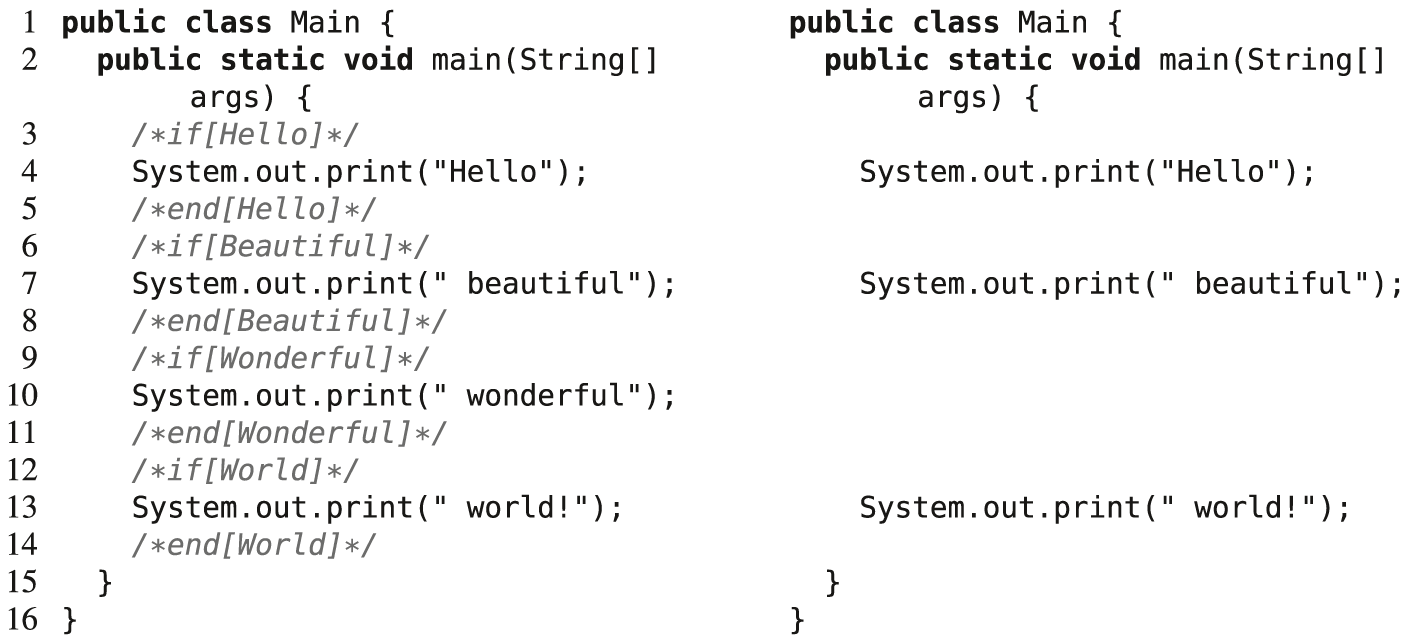 1 public class Main {
2 public static void main(String[]
args) {
3 /*if[Hello]*/
4 System.out.print("Hello");
5 /*end[Hello]*/
6 /*if[Beautiful]*/
7 System.out.print(" beautiful");
8 /*end[Beautiful]*/
9 /*if[Wonderful]*/
10 System.out.print(" wonderful");
11 /*end[Wonderful]*/
12 /*if[World]*/
13 System.out.print(" world!");
14 /*end[World]*/
15 }
16 }
public class Main {
public static void main(String[]
args) {
System.out.print("Hello");
System.out.print(" beautiful");
System.out.print(" world!");
}
}